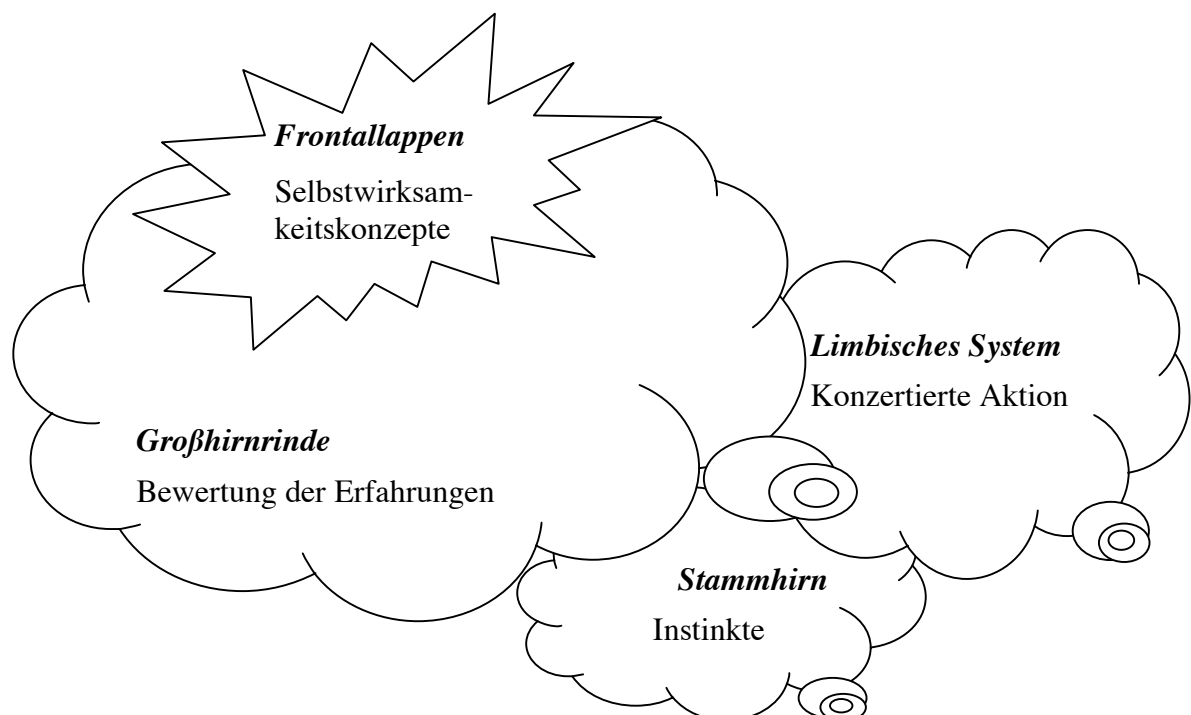 Frontallappen
Selbstwirksam-
keitskonzepte
Limbisches System
Konzertierte Aktion
Großhirnrinde
Bewertung der Erfahrungen
Stammhirn
Instinkte